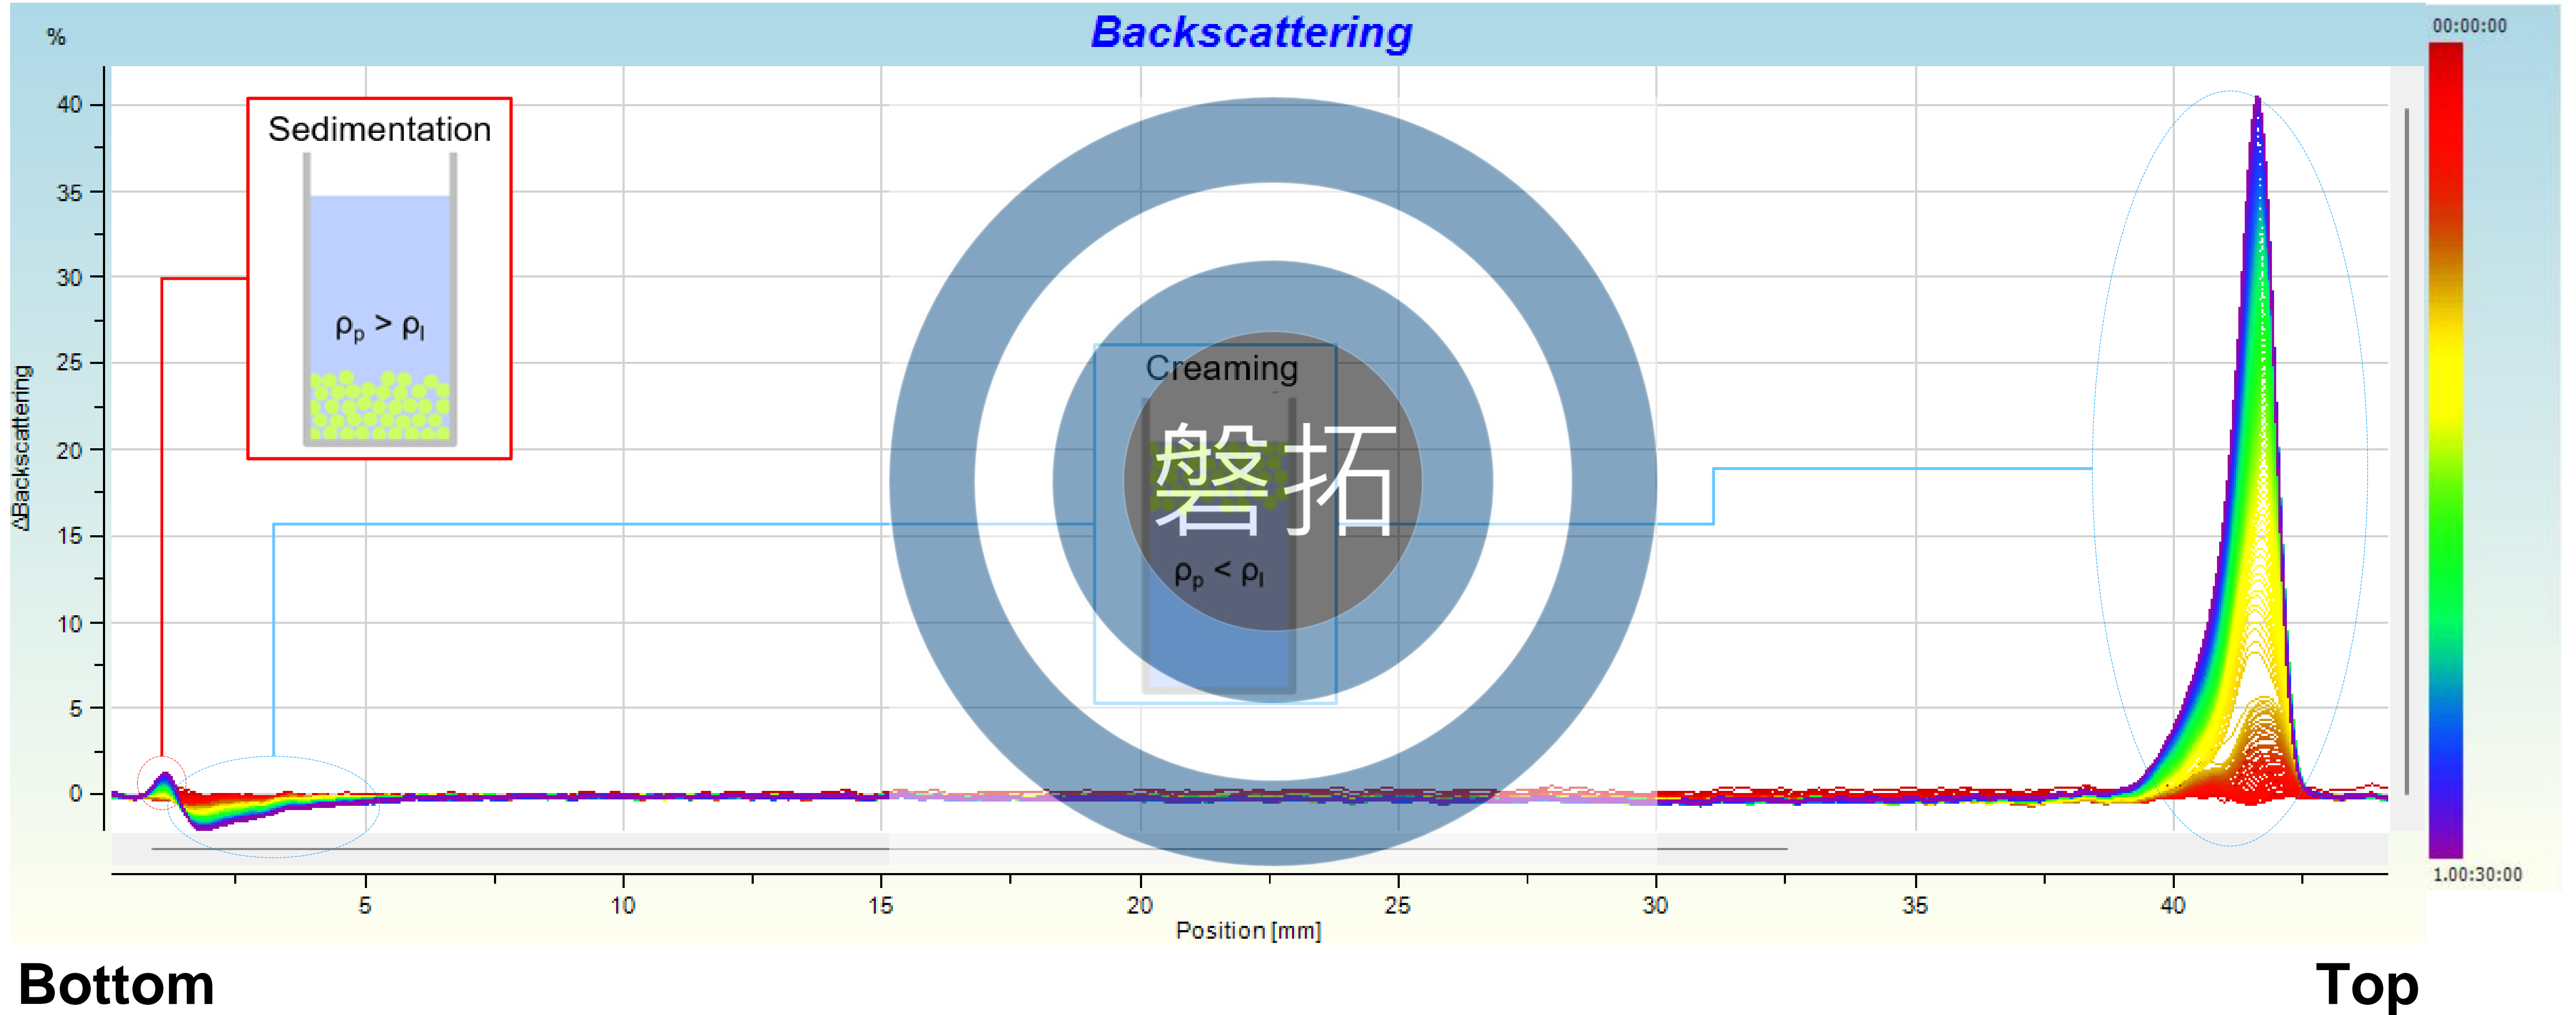 Backscattering
%
00:00:00
40
35
30
25
20
15
10
5
0
ΔBackscattering
Sedimentation
ρp > ρl
Creaming
磐拓
ρp < ρl
5 10 15 20 25 30 35 40
Position [mm]
1.00:30:00
Bottom
Top